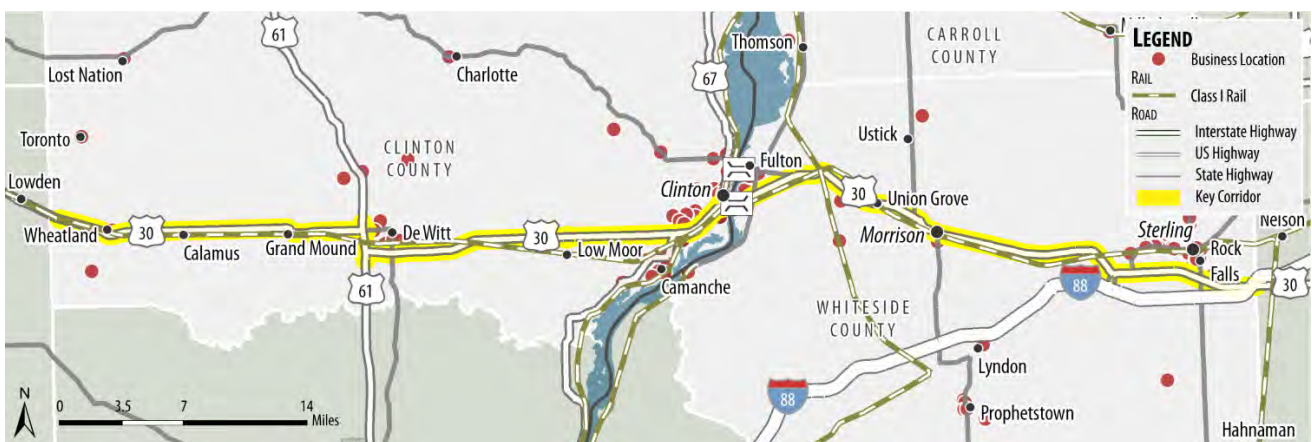 61
Lost Nation
Charlotte
67
Thomson
CARROLL
COUNTY
LEGEND
Business Location
RAIL
Class I Rail
ROAD
Interstate Highway
US Highway
State Highway
Key Corridor
Toronto
CLINTON
COUNTY
Ustick
Fulton
Lowden
Clinton
30
Union Grove
Wheatland
30
Calamus
Grand Mound
De Witt
30
Low Moor
Morrison
Sterling
Nelson
Rock
Falls
Camanche
61
88
30
WHITESIDE
COUNTY
Lyndon
88
Prophetstown
Hahnaman
N
0 3.5 7 14
Miles